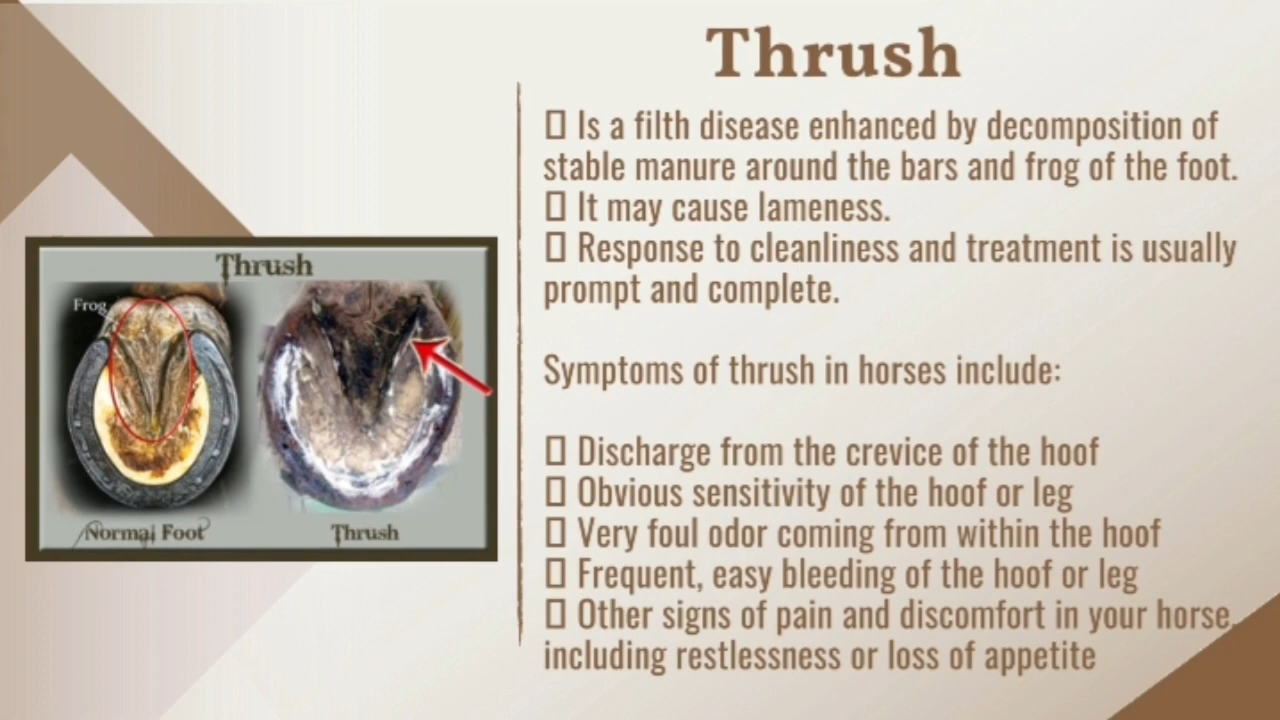 Thrush
▯ Is a filth disease enhanced by decomposition of
stable manure around the bars and frog of the foot.
▯ It may cause lameness.
▯ Response to cleanliness and treatment is usually
prompt and complete.
Symptoms of thrush in horses include:
▯ Discharge from the crevice of the hoof
▯ Obvious sensitivity of the hoof or leg
▯ Very foul odor coming from within the hoof
▯ Frequent, easy bleeding of the hoof or leg
▯ Other signs of pain and discomfort in your horse,
including restlessness or loss of appetite
Thrush
Frog
Normal Foot
Thrush